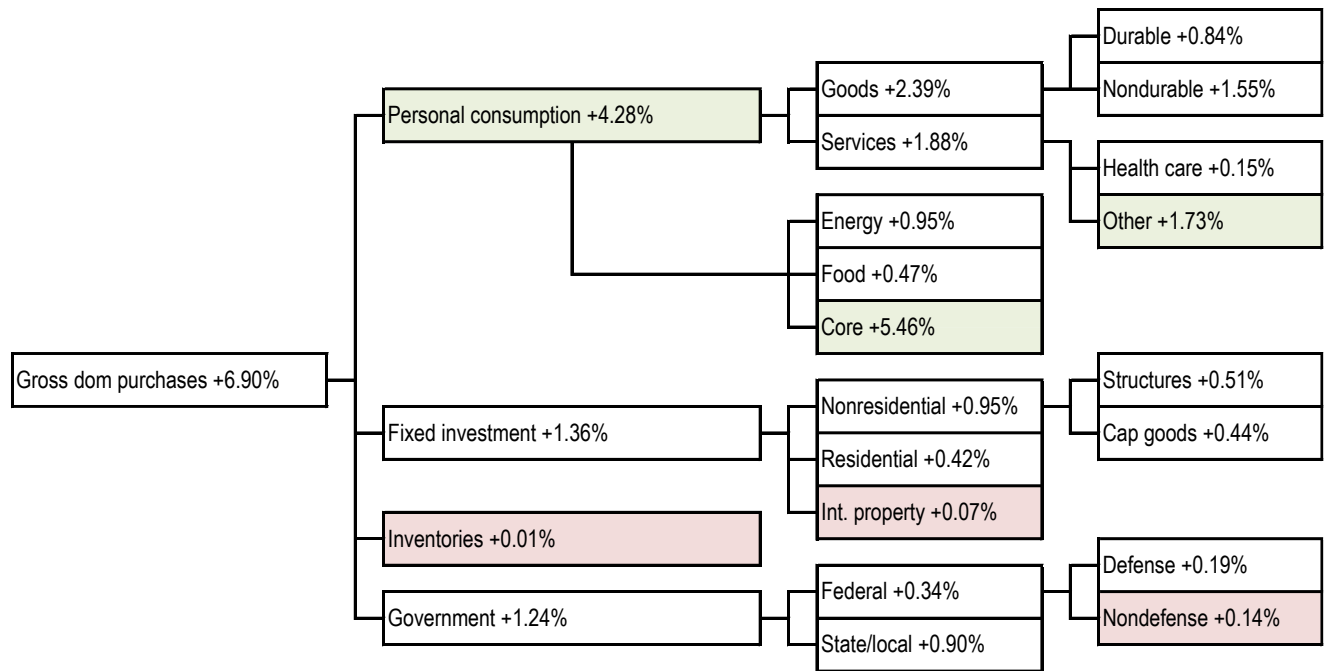 Gross dom purchases +6.90%
Personal consumption +4.28%
Goods +2.39%
Durable +0.84%
Nondurable +1.55%
Services +1.88%
Health care +0.15%
Other +1.73%
Energy +0.95%
Food +0.47%
Core +5.46%
Fixed investment +1.36%
Nonresidential +0.95%
Structures +0.51%
Cap goods +0.44%
Residential +0.42%
Int. property +0.07%
Inventories +0.01%
Government +1.24%
Federal +0.34%
Defense +0.19%
Nondefense +0.14%
State/local +0.90%